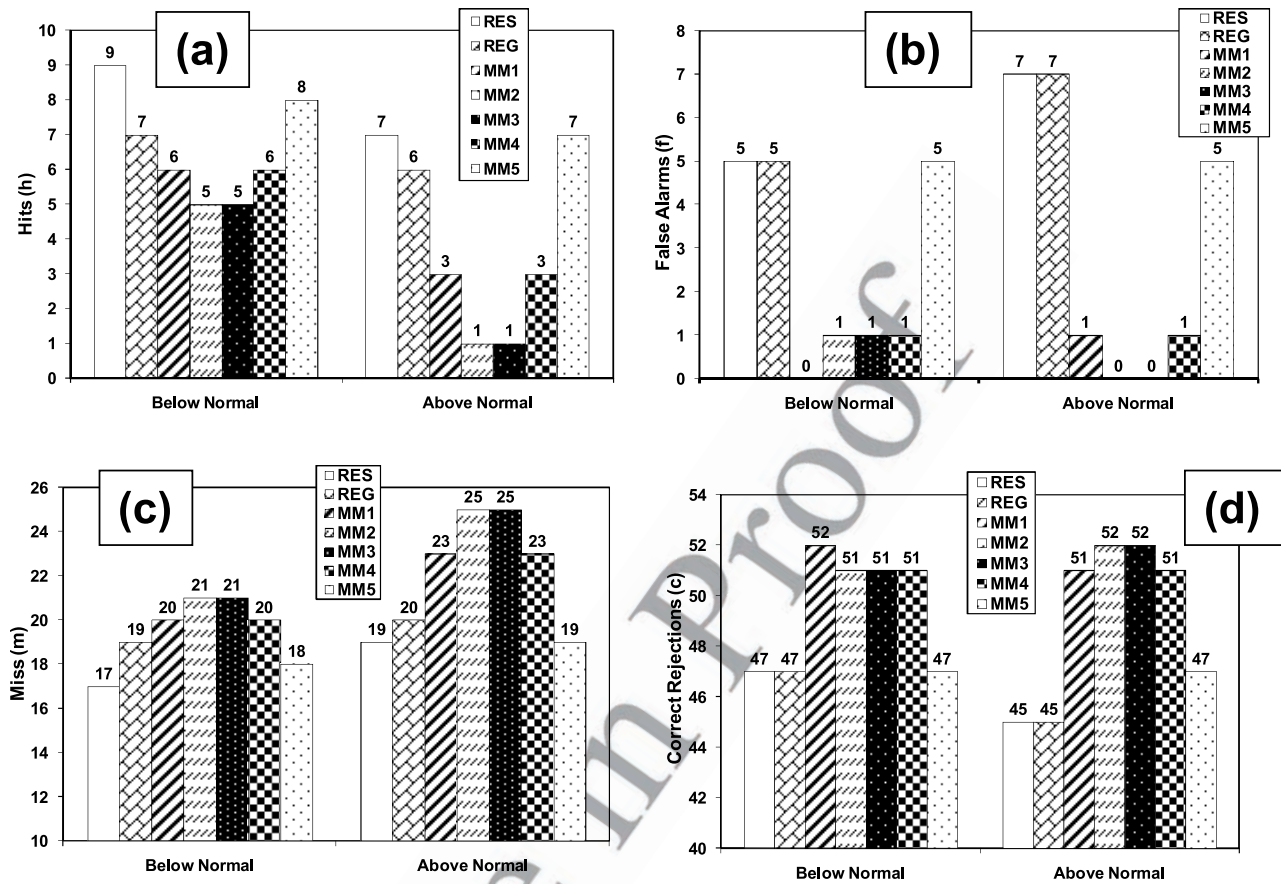 (a)
RES
REG
MM1
MM2
MM3
MM4
MM5
10
9
8
7
6
5
4
3
2
1
0
Hits (h)
9
7
6
5
5
6
8
7
6
3
1
1
3
7
Below Normal
Above Normal
(b)
RES
REG
MM1
MM2
MM3
MM4
MM5
8
7
6
5
4
3
2
1
0
False Alarms (f)
5
5
0
1
1
1
5
7
7
1
0
0
1
5
Below Normal
Above Normal
(c)
RES
REG
MM1
MM2
MM3
MM4
MM5
26
24
22
20
18
16
14
12
10
Miss (m)
17
19
20
21
21
20
18
19
20
23
25
25
23
19
Below Normal
Above Normal
(d)
RES
REG
MM1
MM2
MM3
MM4
MM5
54
52
50
48
46
44
42
40
Correct Rejections (c)
47
47
52
51
51
51
47
45
45
51
52
52
51
47
Below Normal
Above Normal
Proof